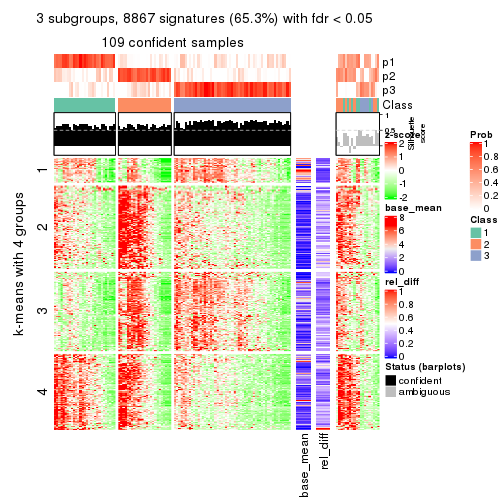 3 subgroups, 8867 signatures (65.3%) with fdr < 0.05
109 confident samples
p1
p2
p3
Class
1
0.5
Silhouette
score
k-means with 4 groups
1
2
3
4
base_mean
rel_diff
z-score
2
1
0
-1
-2
base_mean
8
6
4
2
0
rel_diff
1
0.8
0.6
0.4
0.2
0
Status (barplots)
confident
ambiguous
Prob
1
0.8
0.6
0.4
0.2
0
Class
1
2
3